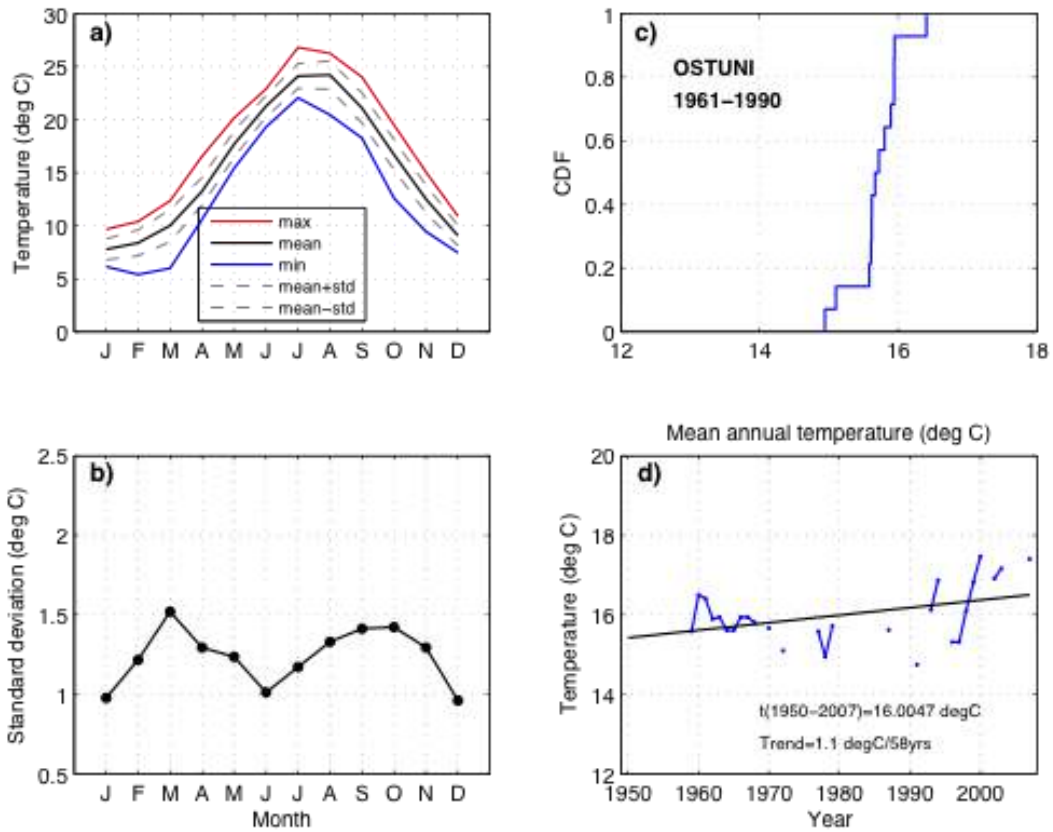 a)
Temperature (deg C)
30
25
20
15
10
5
0
max
mean
min
mean+std
mean−std
J F M A M J J A S O N D
c)
OSTUNI
1961−1990
CDF
1
0.8
0.6
0.4
0.2
0
12 14 16 18
b)
Standard deviation (deg C)
2.5
2
1.5
1
0.5
J F M A M J J A S O N D
Month
Mean annual temperature (deg C)
d)
Temperature (deg C)
20
18
16
14
12
t(1950−2007)=16.0047 degC
Trend=1.1 degC/58yrs
1950 1960 1970 1980 1990 2000
Year